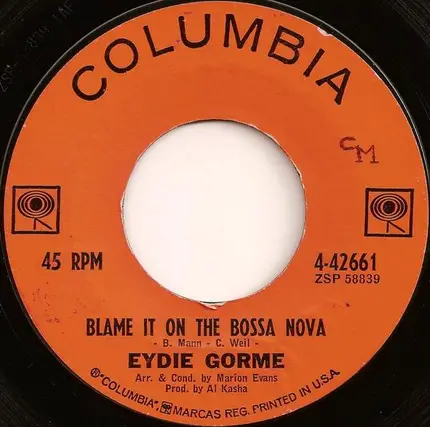 COLUMBIA
CM
45 RPM
4-42661
ZSP 58839
BLAME IT ON THE BOSSA NOVA
- B. Mann - C. Weil -
EYDIE GORME
Arr. & Cond. by Marion Evans
Prod. by Al Kasha
® "COLUMBIA", MARCAS REG. PRINTED IN U.S.A.